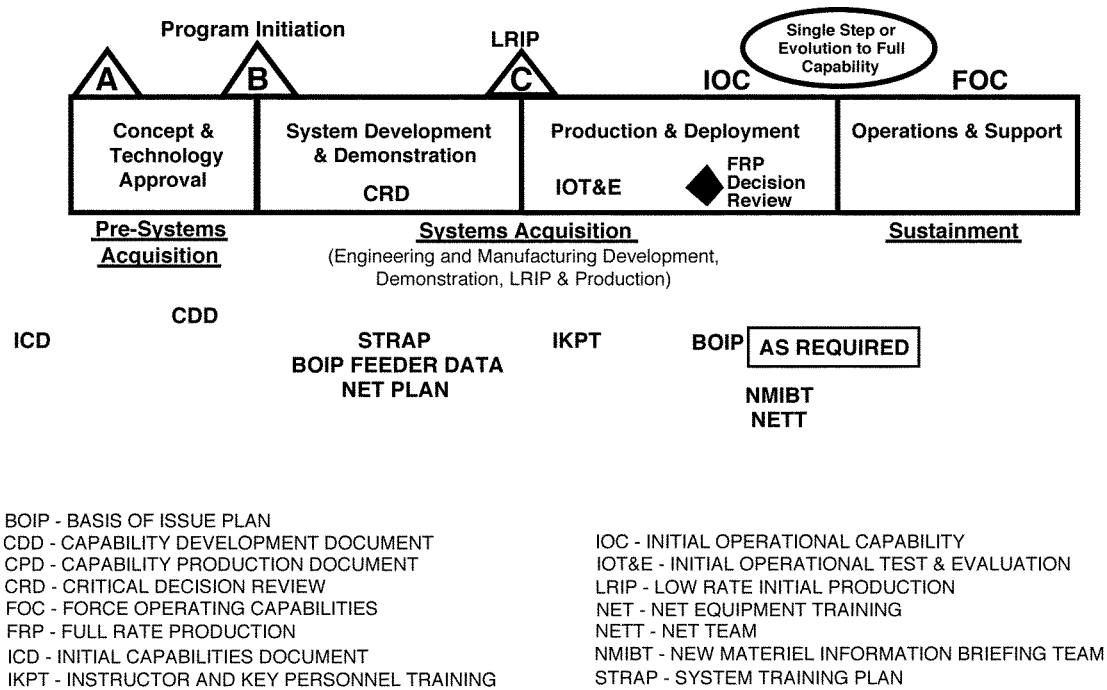 Program Initiation
LRIP
Single Step or
Evolution to Full
Capability
A
B
C
IOC
FOC
Concept &
Technology
Approval
System Development
& Demonstration
CRD
Production & Deployment
IOT&E
FRP
Decision
Review
Operations & Support
Pre-Systems
Acquisition
Systems Acquisition
(Engineering and Manufacturing Development,
Demonstration, LRIP & Production)
Sustainment
CDD
ICD
STRAP
BOIP FEEDER DATA
NET PLAN
IKPT
BOIP
AS REQUIRED
NMIBT
NETT
BOIP - BASIS OF ISSUE PLAN
CDD - CAPABILITY DEVELOPMENT DOCUMENT
CPD - CAPABILITY PRODUCTION DOCUMENT
CRD - CRITICAL DECISION REVIEW
FOC - FORCE OPERATING CAPABILITIES
FRP - FULL RATE PRODUCTION
ICD - INITIAL CAPABILITIES DOCUMENT
IKPT - INSTRUCTOR AND KEY PERSONNEL TRAINING
IOC - INITIAL OPERATIONAL CAPABILITY
IOT&E - INITIAL OPERATIONAL TEST & EVALUATION
LRIP - LOW RATE INITIAL PRODUCTION
NET - NET EQUIPMENT TRAINING
NETT - NET TEAM
NMIBT - NEW MATERIEL INFORMATION BRIEFING TEAM
STRAP - SYSTEM TRAINING PLAN